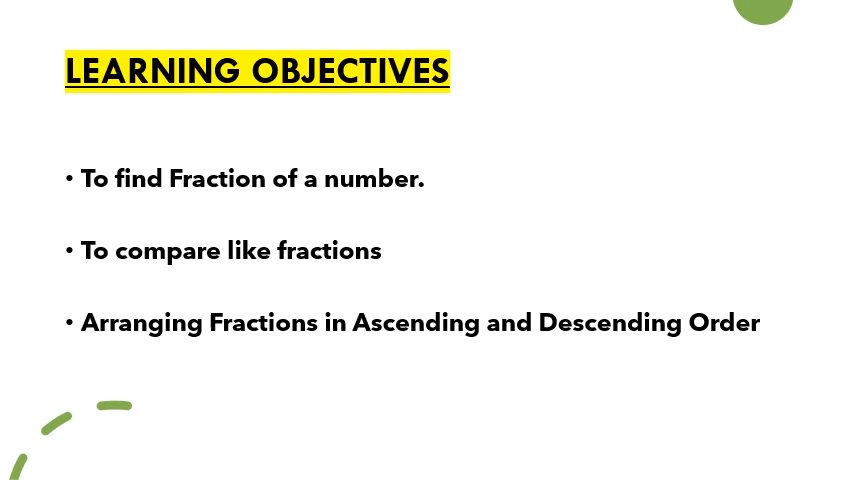 LEARNING OBJECTIVES
• To find Fraction of a number.
• To compare like fractions
• Arranging Fractions in Ascending and Descending Order